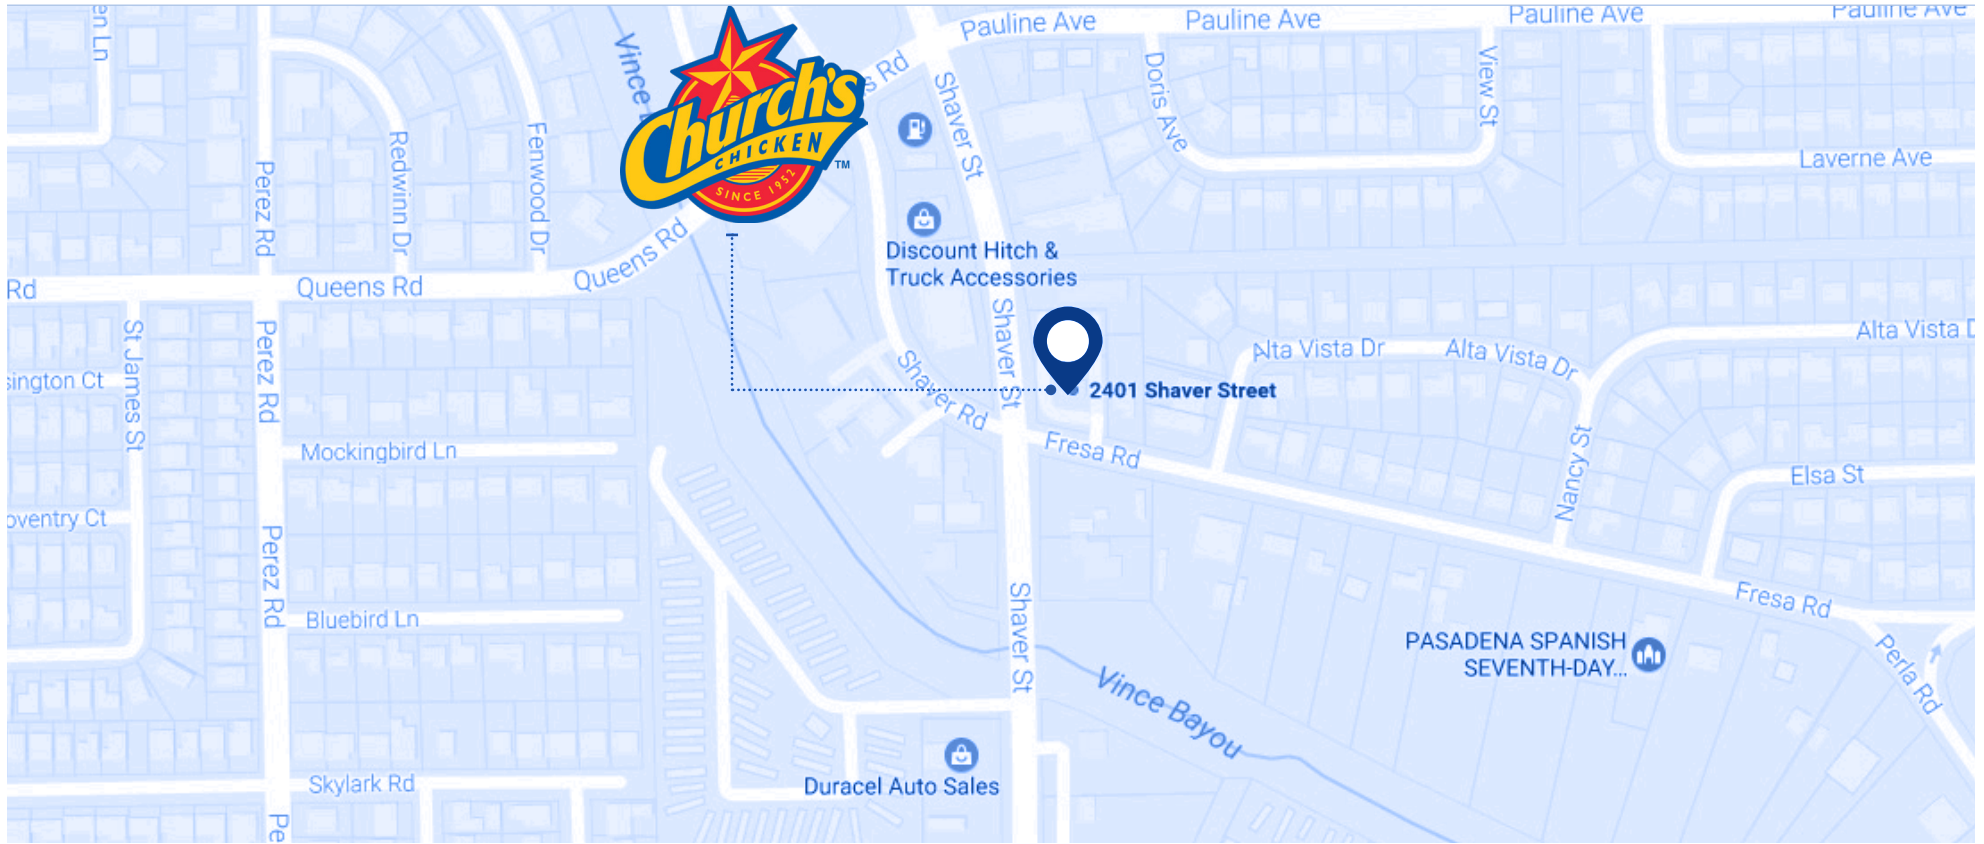 en Ln
Pauline Ave
Pauline Ave
Pauline Ave
Pauline Ave
Vince
s Rd
Shaver St
Doris Ave
View St
Church's
CHICKEN
TM
SINCE 1952
Redwinn Dr
Fenwood Dr
Perez Rd
Laverne Ave
Queens Rd
Discount Hitch &
Truck Accessories
Rd
Queens Rd
St James St
Perez Rd
Shaver St
Alta Vista D
Alta Vista Dr
Alta Vista Dr
sington Ct
Shaver Rd
2401 Shaver Street
Mockingbird Ln
Fresa Rd
Nancy St
Elsa St
oventry Ct
Perez Rd
Bluebird Ln
Shaver St
Fresa Rd
PASADENA SPANISH
SEVENTH-DAY...
Perla Rd
Vince Bayou
Skylark Rd
Duracel Auto Sales
Pe